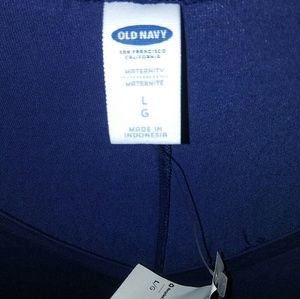 OLD NAVY
SAN FRANCISCO
CALIFORNIA
MATERNITY
MATERNITÉ
L
G
MADE IN
INDONESIA
L/G